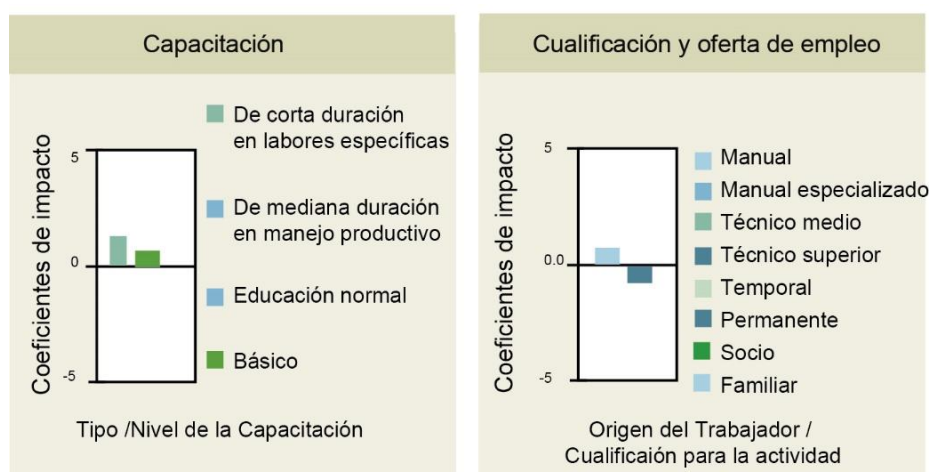 Capacitación
Coeficientes de impacto
5
0
-5
De corta duración
en labores específicas
De mediana duración
en manejo productivo
Educación normal
Básico
Tipo /Nivel de la Capacitación
Cualificación y oferta de empleo
Coeficientes de impacto
5
0.0
-5
Manual
Manual especializado
Técnico medio
Técnico superior
Temporal
Permanente
Socio
Familiar
Origen del Trabajador /
Cualificaión para la actividad